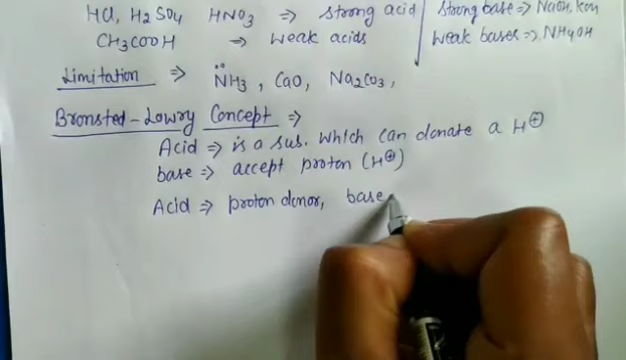 HCl, H2SO4 HNO3 => strong acid
strong base => NaOH, KOH
CH3COOH => weak acids
weak bases => NH4OH
Limitation => N̈H3, CaO, Na2CO3,
Bronsted-Lowry Concept =>
Acid => is a sus. which can donate a H⊕
base => accept proton (H⊕)
Acid => proton donor, base